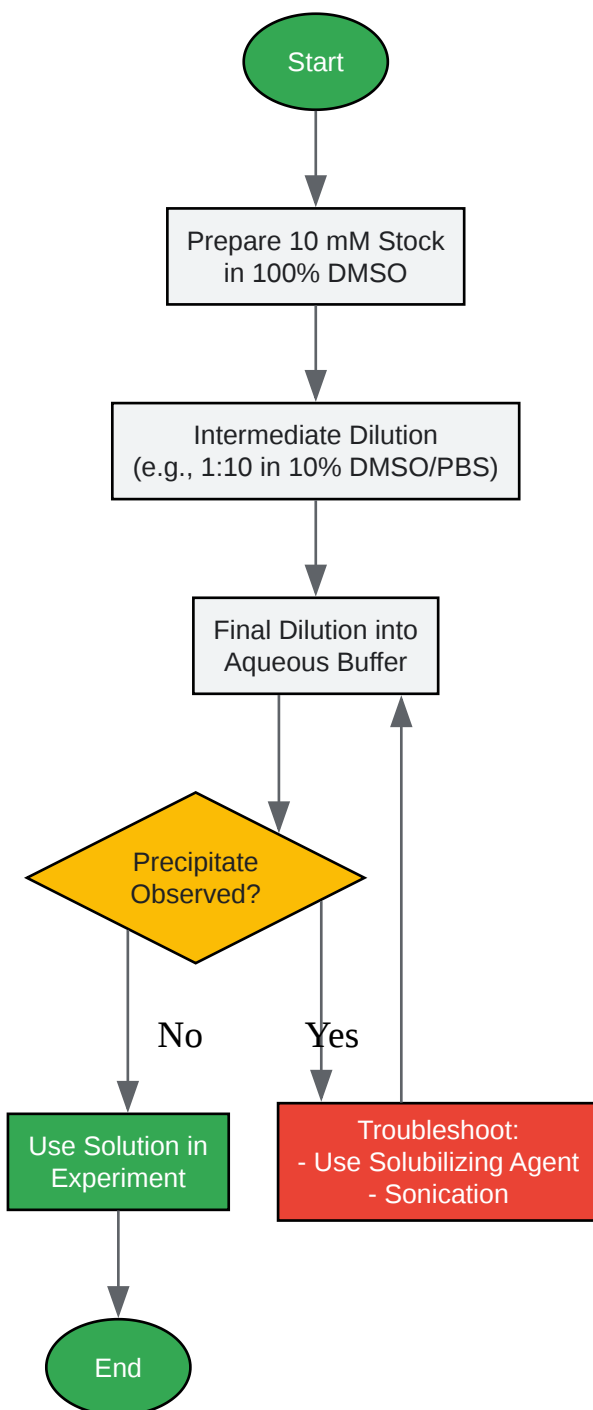 Start
Prepare 10 mM Stock
in 100% DMSO
Intermediate Dilution
(e.g., 1:10 in 10% DMSO/PBS)
Final Dilution into
Aqueous Buffer
Precipitate
Observed?
No
Yes
Use Solution in
Experiment
Troubleshoot:
- Use Solubilizing Agent
- Sonication
End